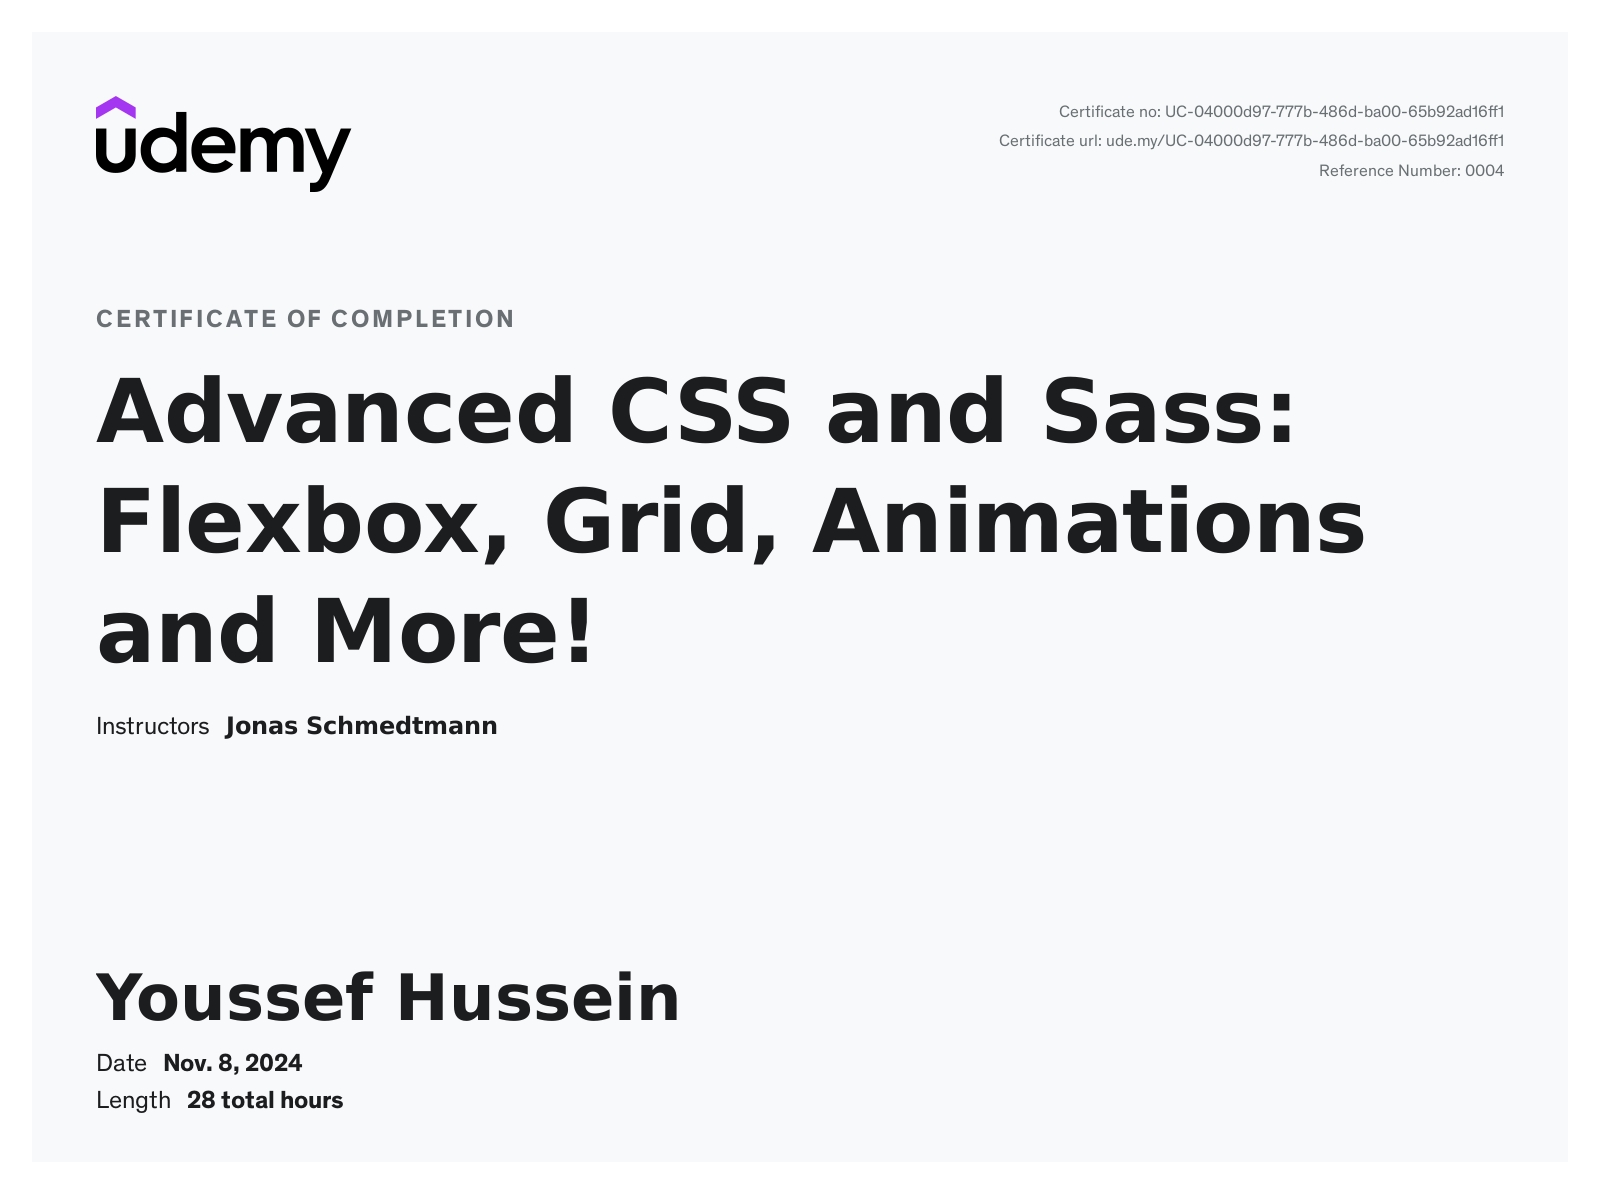 udemy
Certificate no: UC-04000d97-777b-486d-ba00-65b92ad16ff1
Certificate url: ude.my/UC-04000d97-777b-486d-ba00-65b92ad16ff1
Reference Number: 0004
CERTIFICATE OF COMPLETION
Advanced CSS and Sass:
Flexbox, Grid, Animations
and More!
Instructors Jonas Schmedtmann
Youssef Hussein
Date Nov. 8, 2024
Length 28 total hours